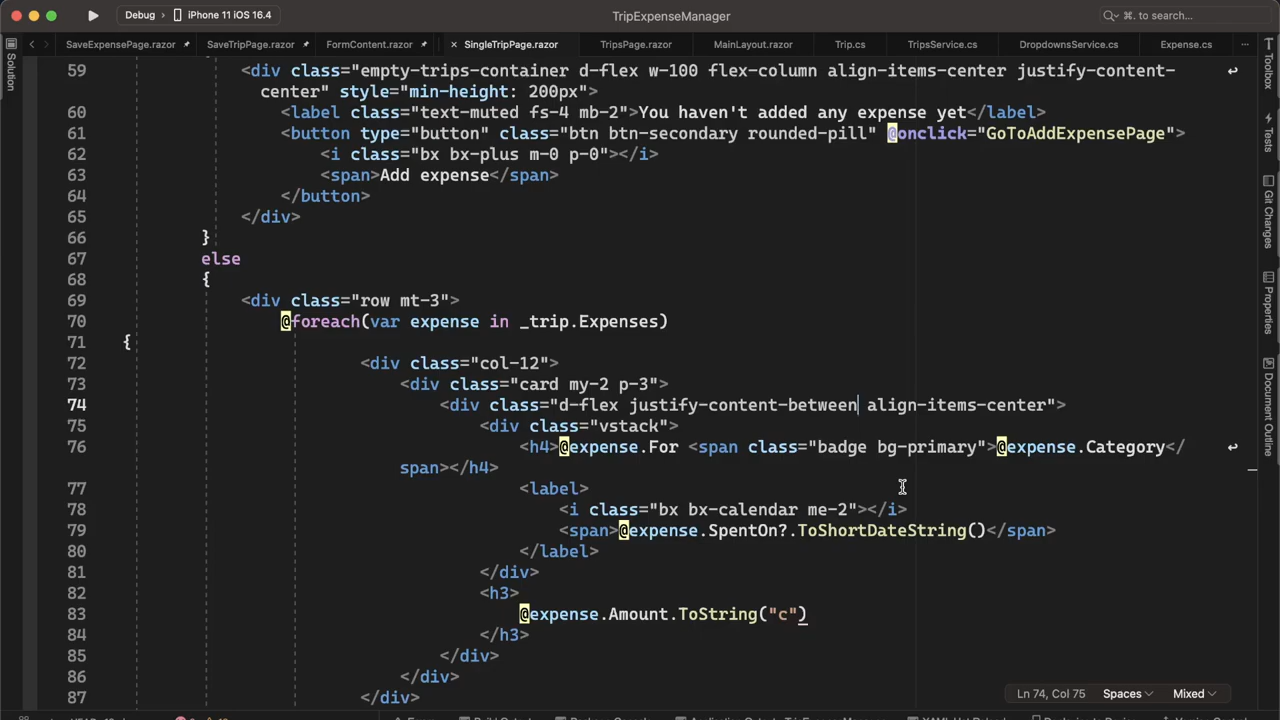 Debug › iPhone 11 iOS 16.4
TripExpenseManager
⌘. to search...
Solution
SaveExpensePage.razor
SaveTripPage.razor
FormContent.razor
× SingleTripPage.razor
TripsPage.razor
MainLayout.razor
Trip.cs
TripsService.cs
DropdownsService.cs
Expense.cs
...
Toolbox
Tests
Git Changes
Properties
Document Outline
59 <div class="empty-trips-container d-flex w-100 flex-column align-items-center justify-content-
center" style="min-height: 200px">
60 <label class="text-muted fs-4 mb-2">You haven't added any expense yet</label>
61 <button type="button" class="btn btn-secondary rounded-pill" @onclick="GoToAddExpensePage">
62 <i class="bx bx-plus m-0 p-0"></i>
63 <span>Add expense</span>
64 </button>
65 </div>
66 }
67 else
68 {
69 <div class="row mt-3">
70 @foreach(var expense in _trip.Expenses)
71 {
72 <div class="col-12">
73 <div class="card my-2 p-3">
74 <div class="d-flex justify-content-between align-items-center">
75 <div class="vstack">
76 <h4>@expense.For <span class="badge bg-primary">@expense.Category</
span></h4>
77 <label>
78 <i class="bx bx-calendar me-2"></i>
79 <span>@expense.SpentOn?.ToShortDateString()</span>
80 </label>
81 </div>
82 <h3>
83 @expense.Amount.ToString("c")
84 </h3>
85 </div>
86 </div>
87 </div>
Ln 74, Col 75 Spaces Mixed